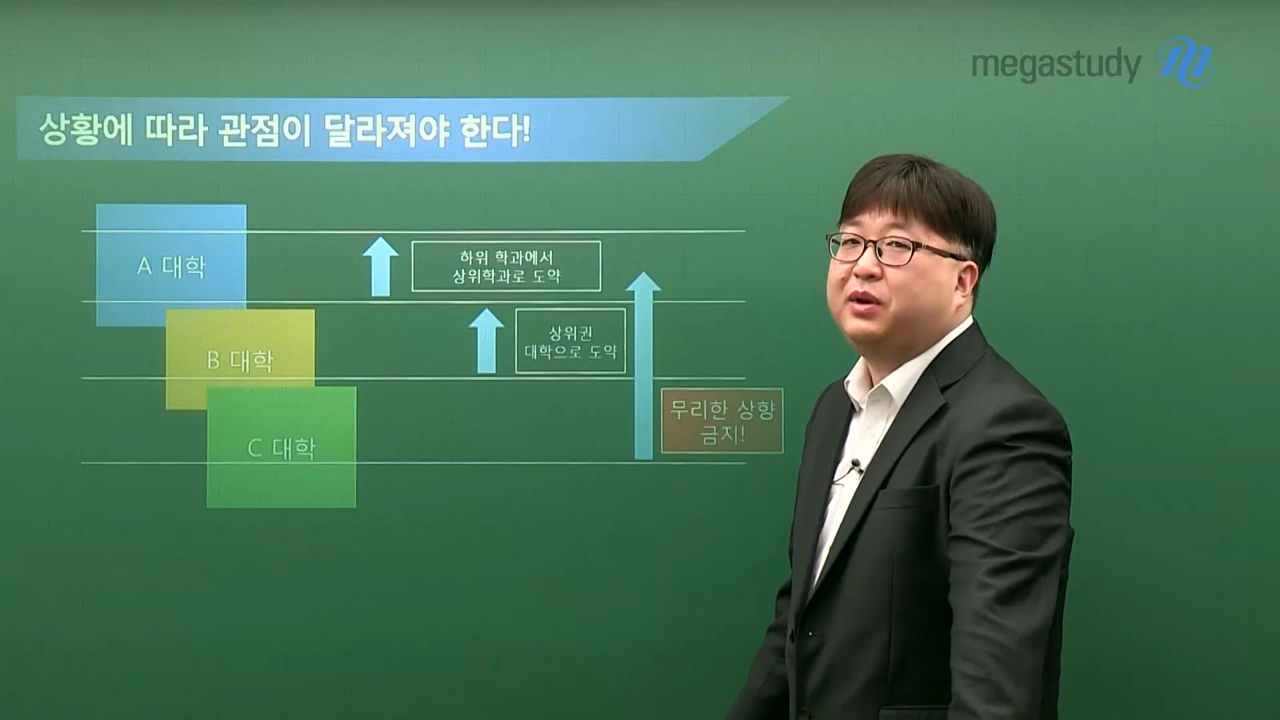 megastudy
상황에 따라 관점이 달라져야 한다!
A 대학
하위 학과에서
상위학과로 도약
B 대학
상위권
대학으로 도약
C 대학
무리한 상향
금지!